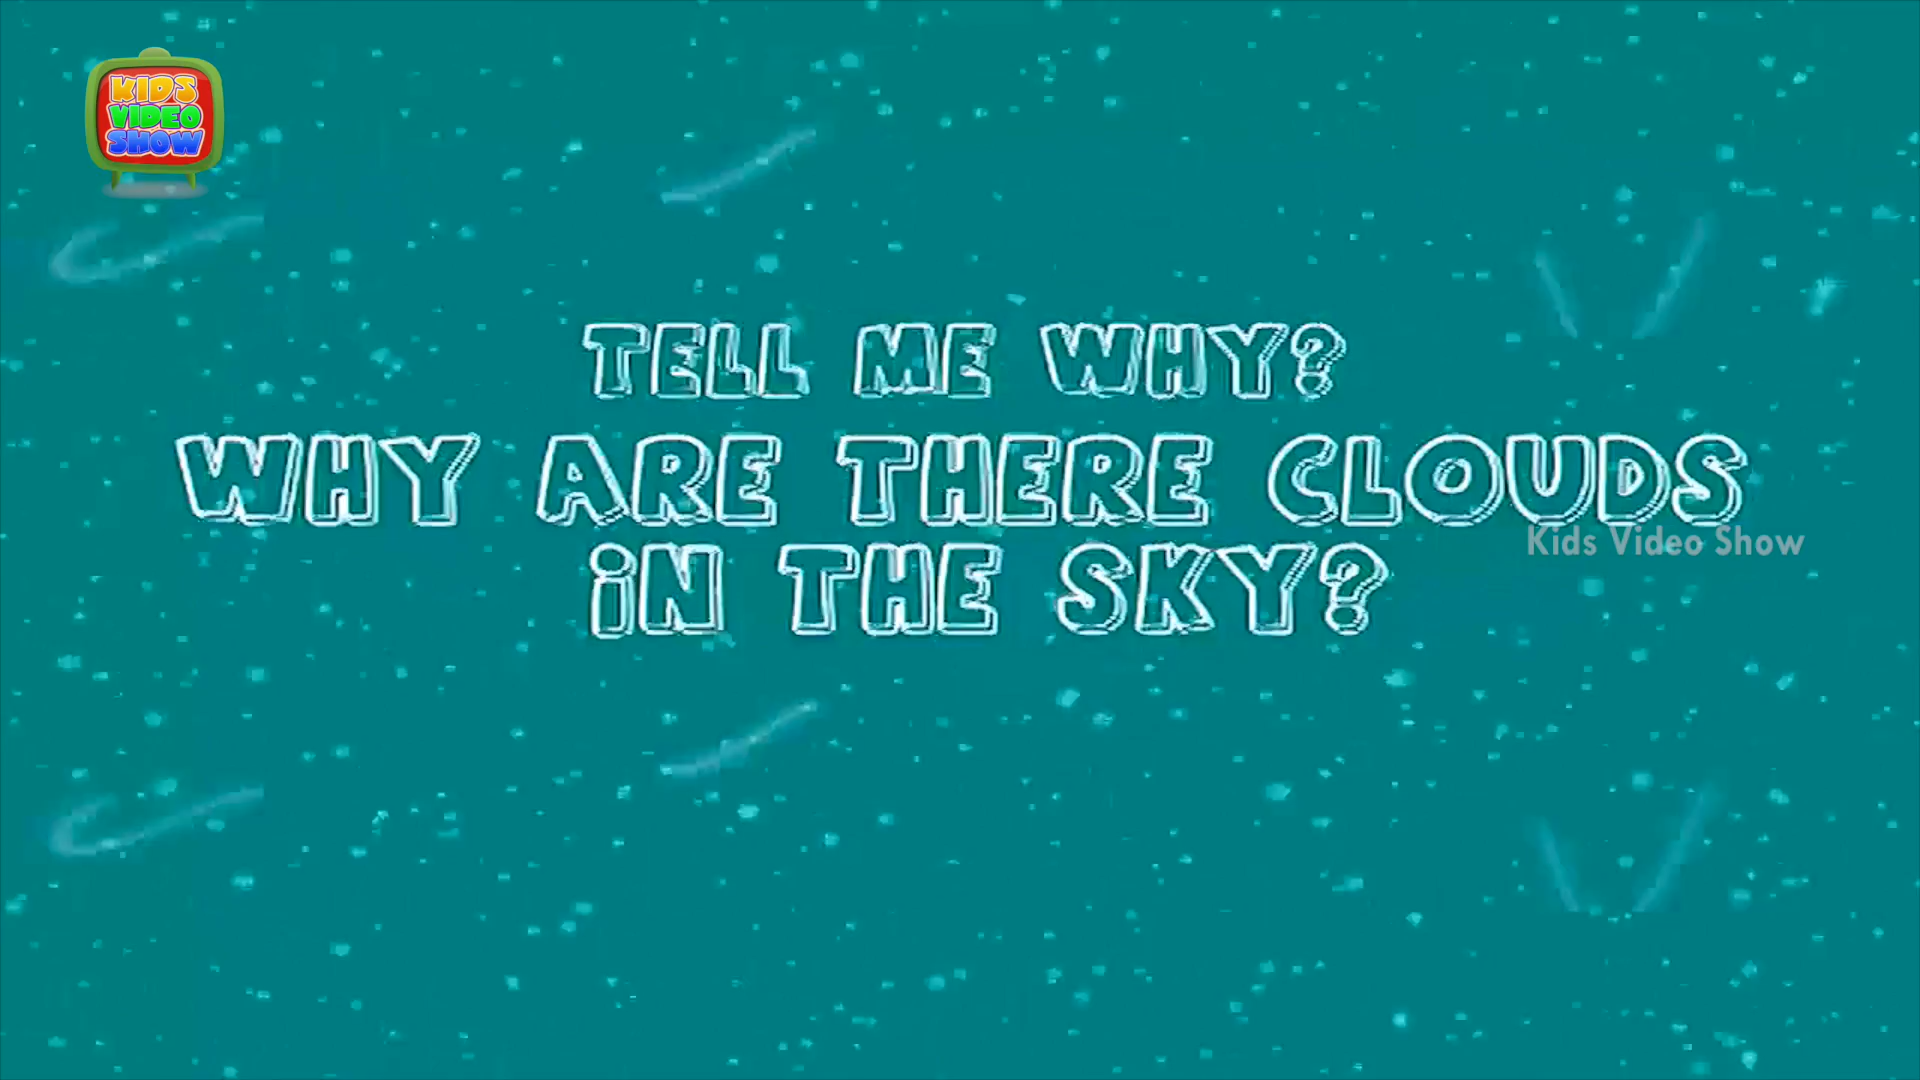 KIDS
VIDEO
SHOW
TELL ME WHY?
WHY ARE THERE CLOUDS
Kids Video Show
iN THE SKY?